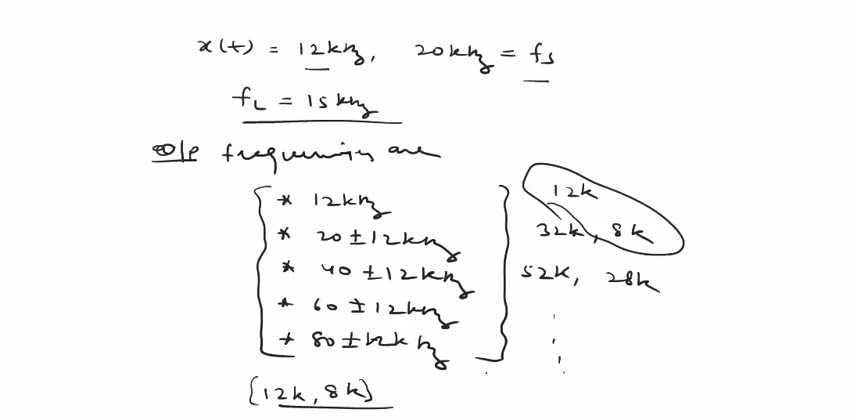 x(t) = 12kHz, 20kHz = fs
fL = 15kHz
O/P frequencies are
* 12kHz
* 20 ± 12kHz
* 40 ± 12kHz
* 60 ± 12kHz
* 80 ± 12kHz
12k
32k, 8k
52k, 28k
{12k, 8k}